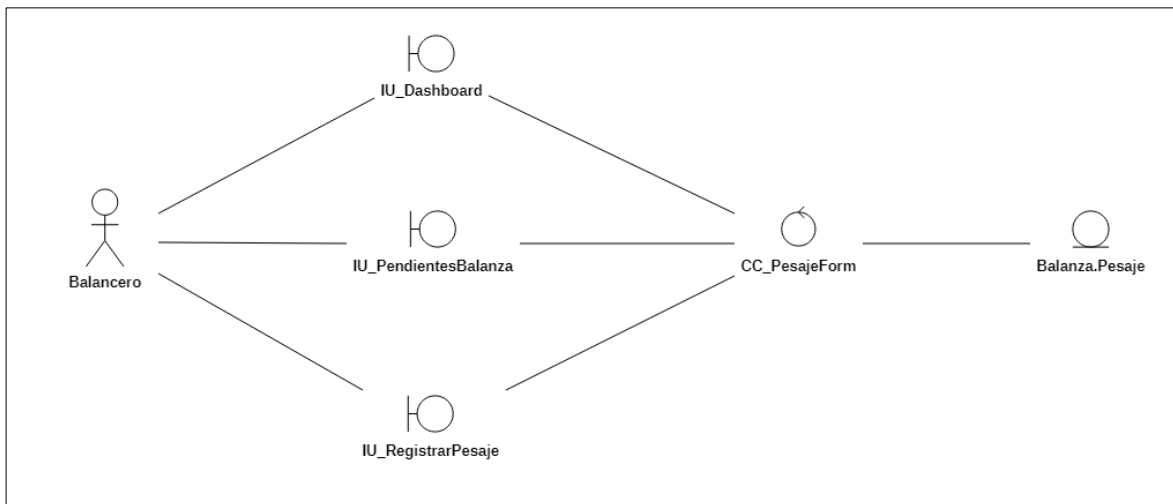 IU_Dashboard
Balancero
IU_PendientesBalanza
CC_PesajeForm
Balanza.Pesaje
IU_RegistrarPesaje